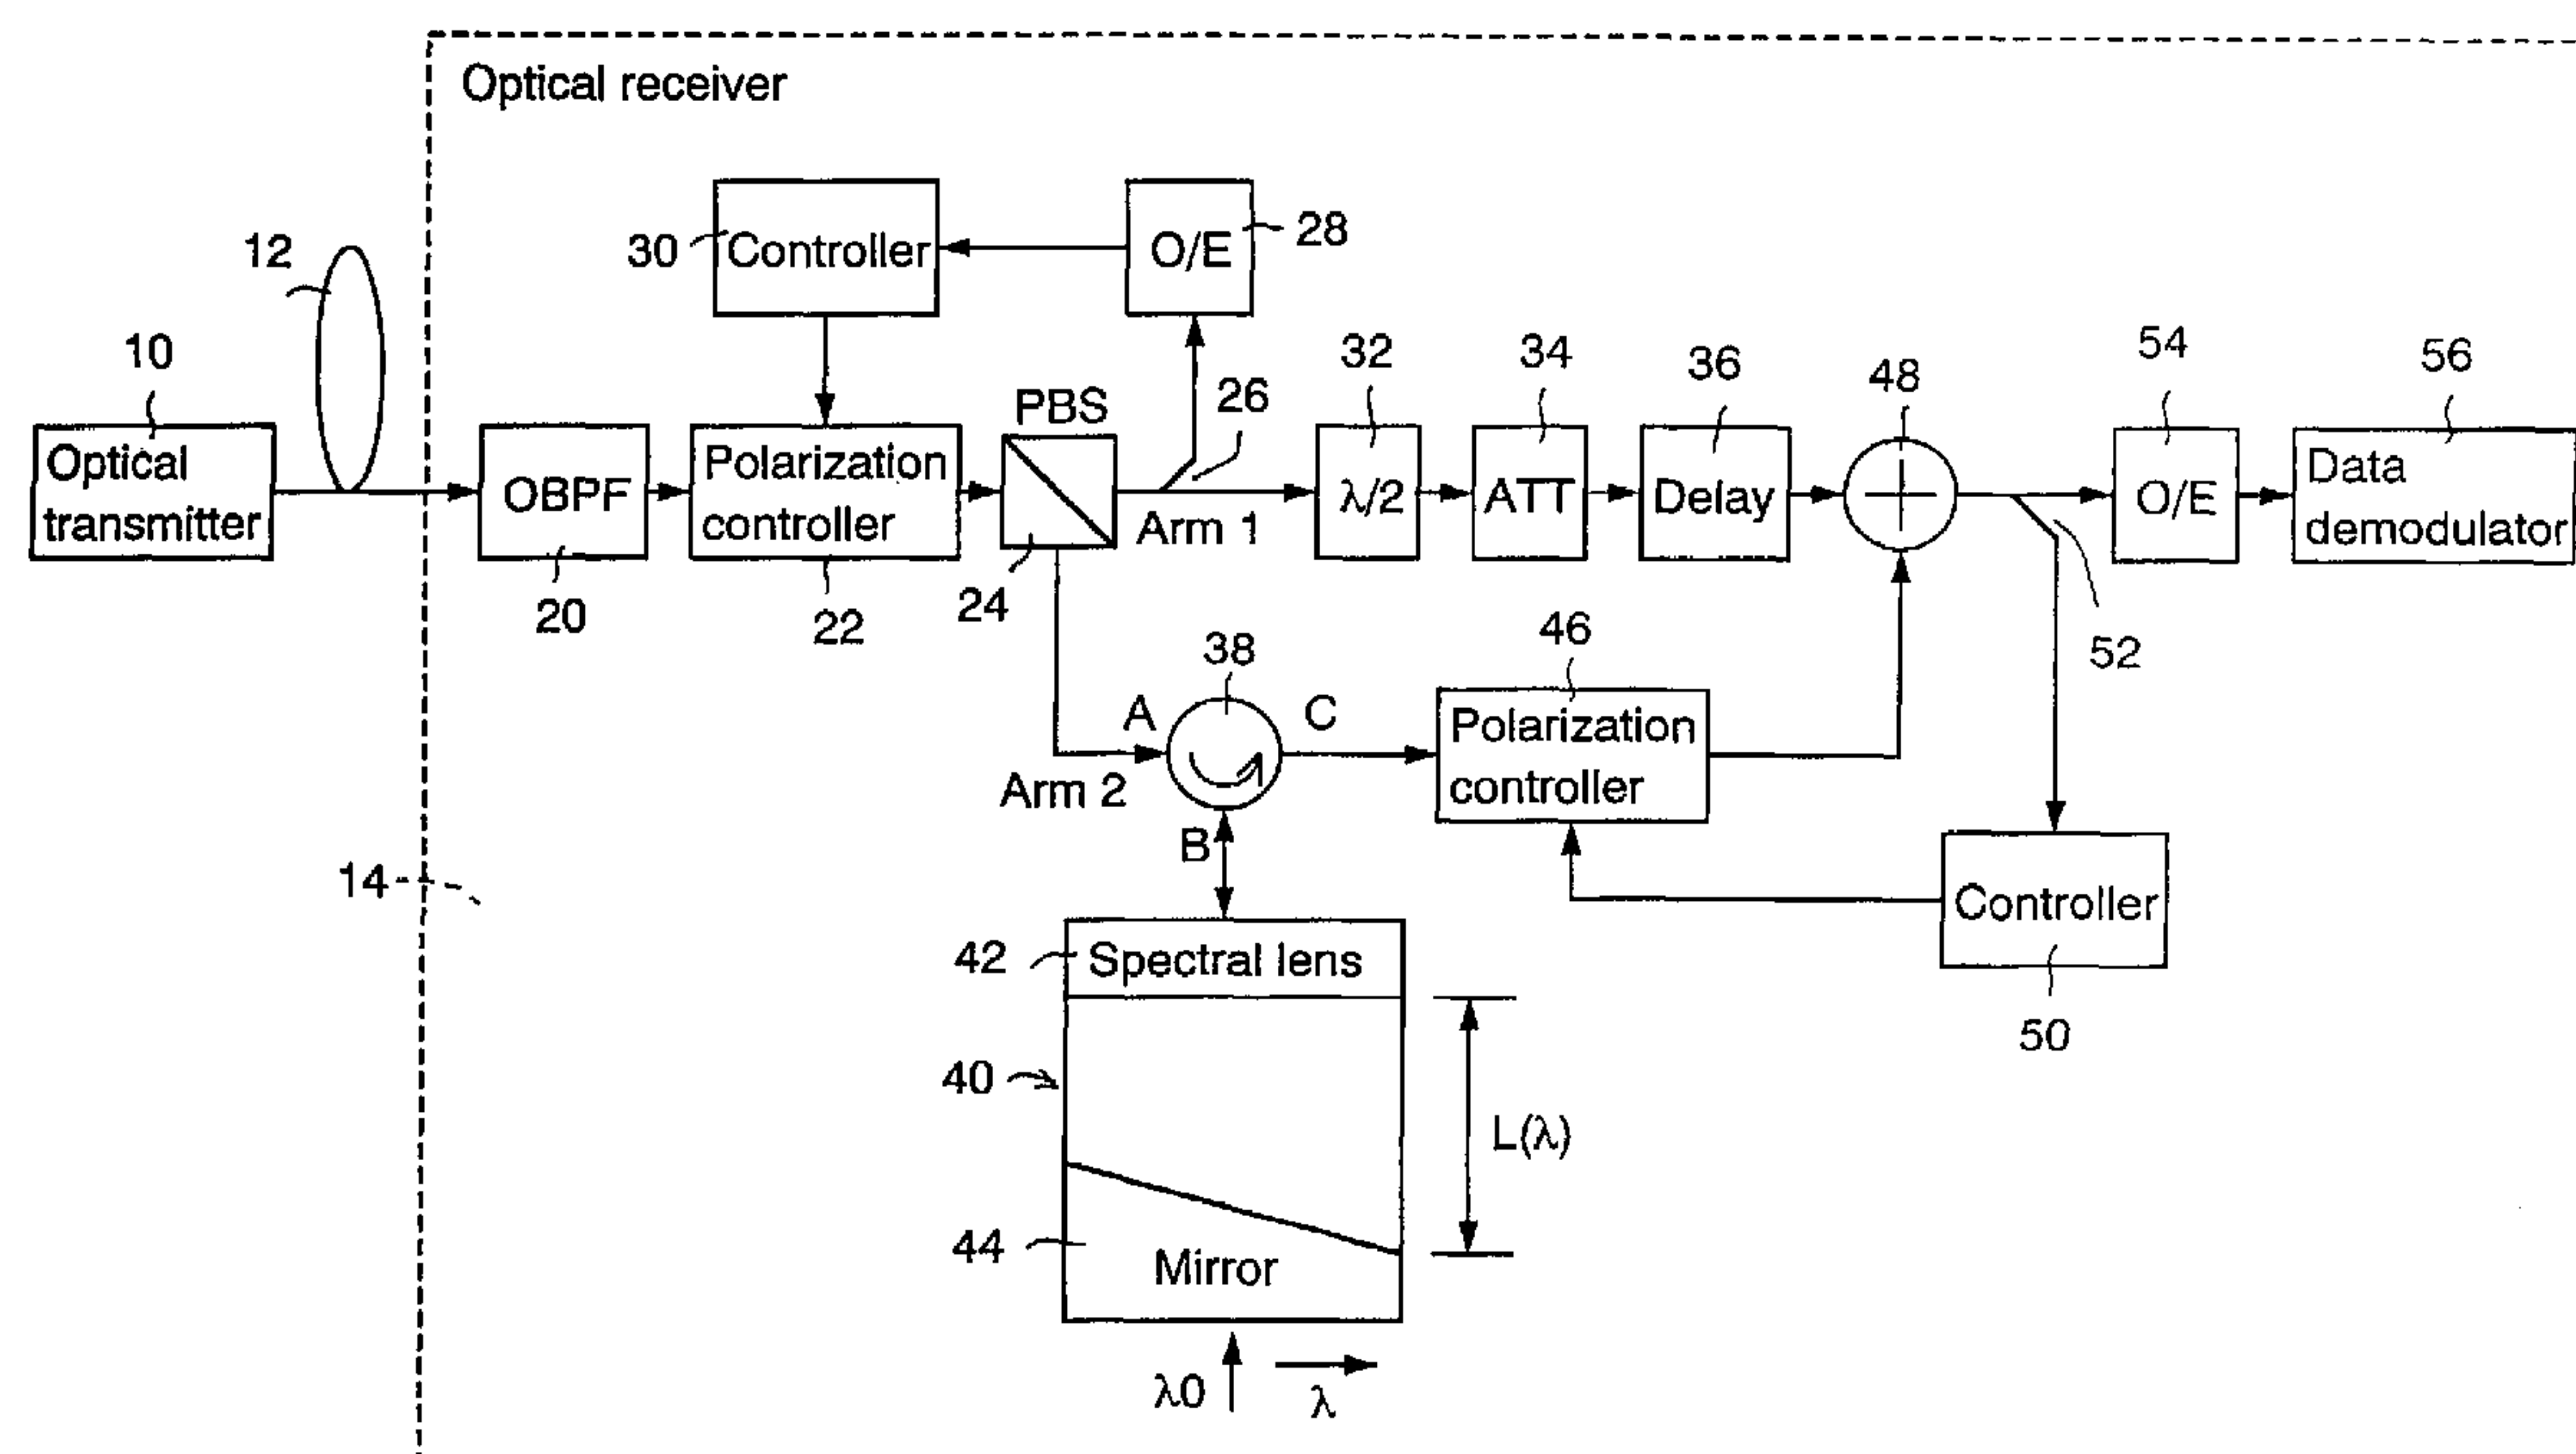 Optical receiver
12
30
Controller
O/E
28
10
PBS
26
32
34
36
48
54
56
Optical
transmitter
OBPF
Polarization
controller
Arm 1
λ/2
ATT
Delay
O/E
Data
demodulator
20
22
24
38
46
52
A
C
Polarization
controller
Arm 2
B
14
Controller
42
Spectral lens
50
40
L(λ)
44
Mirror
λ0
λ